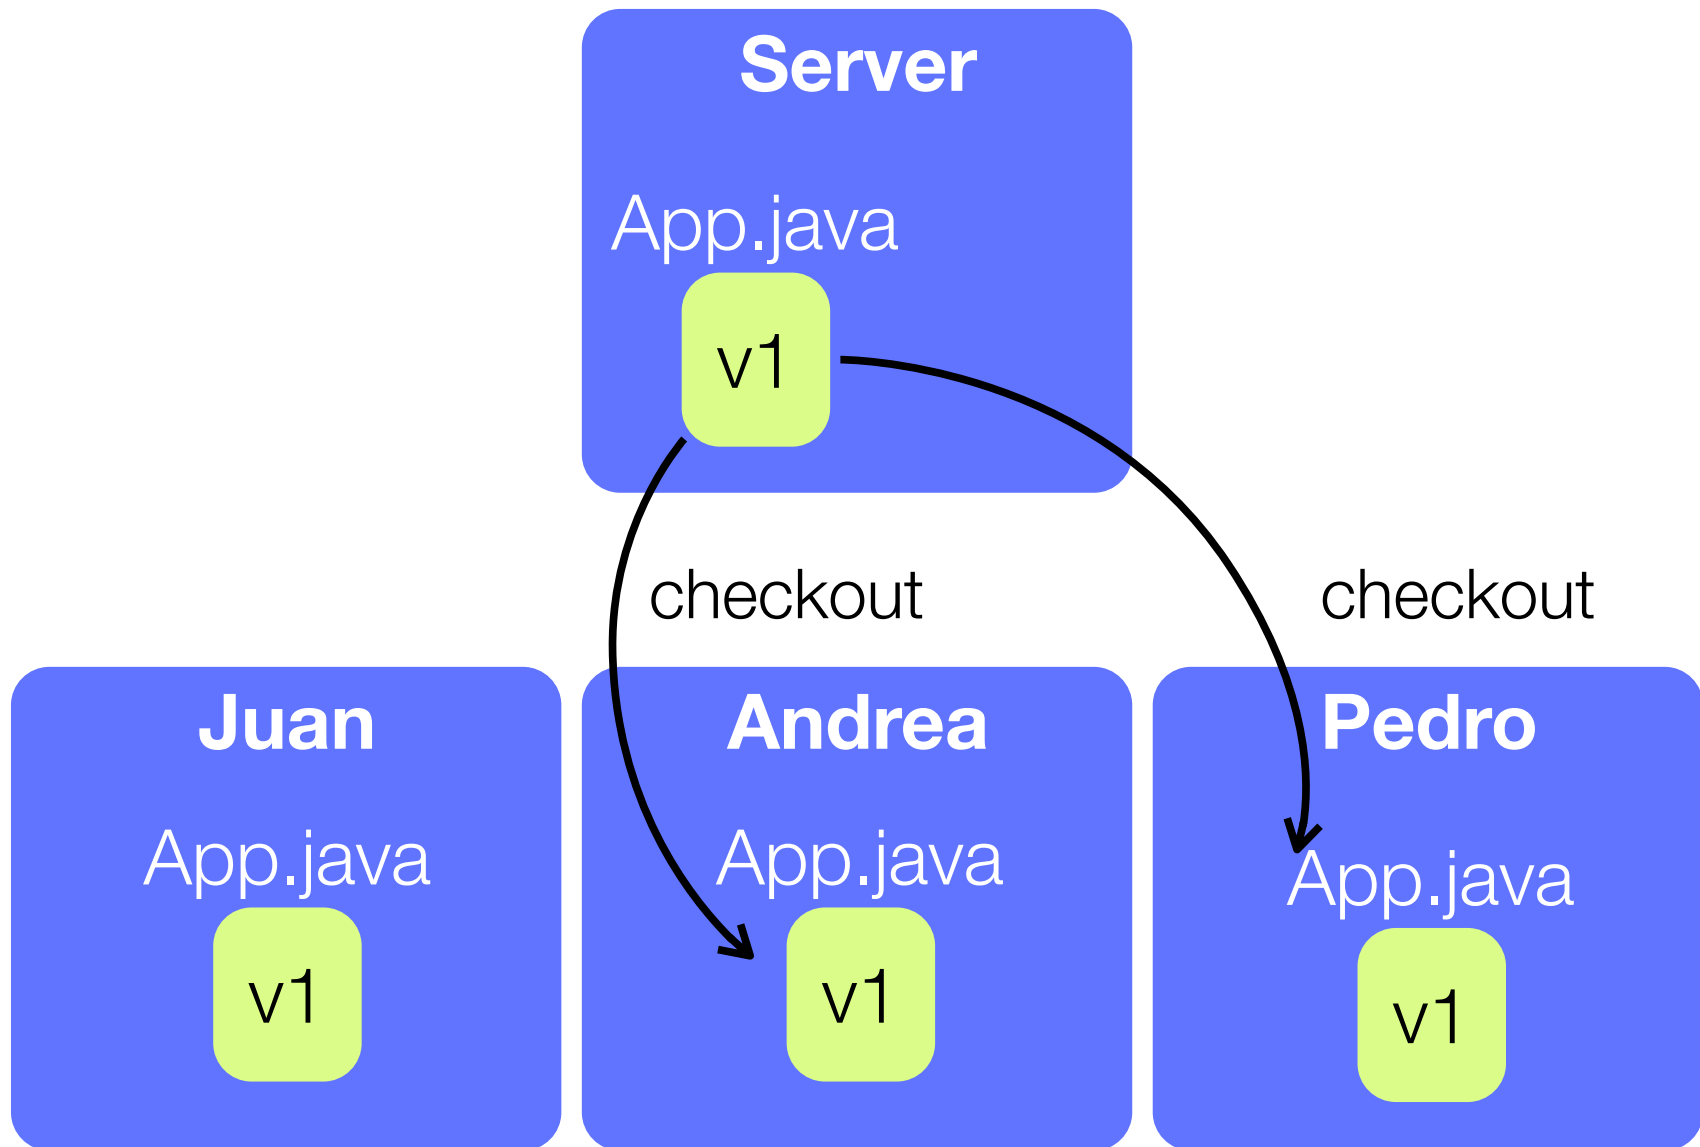 Server
App.java
v1
checkout
checkout
Juan
App.java
v1
Andrea
App.java
v1
Pedro
App.java
v1